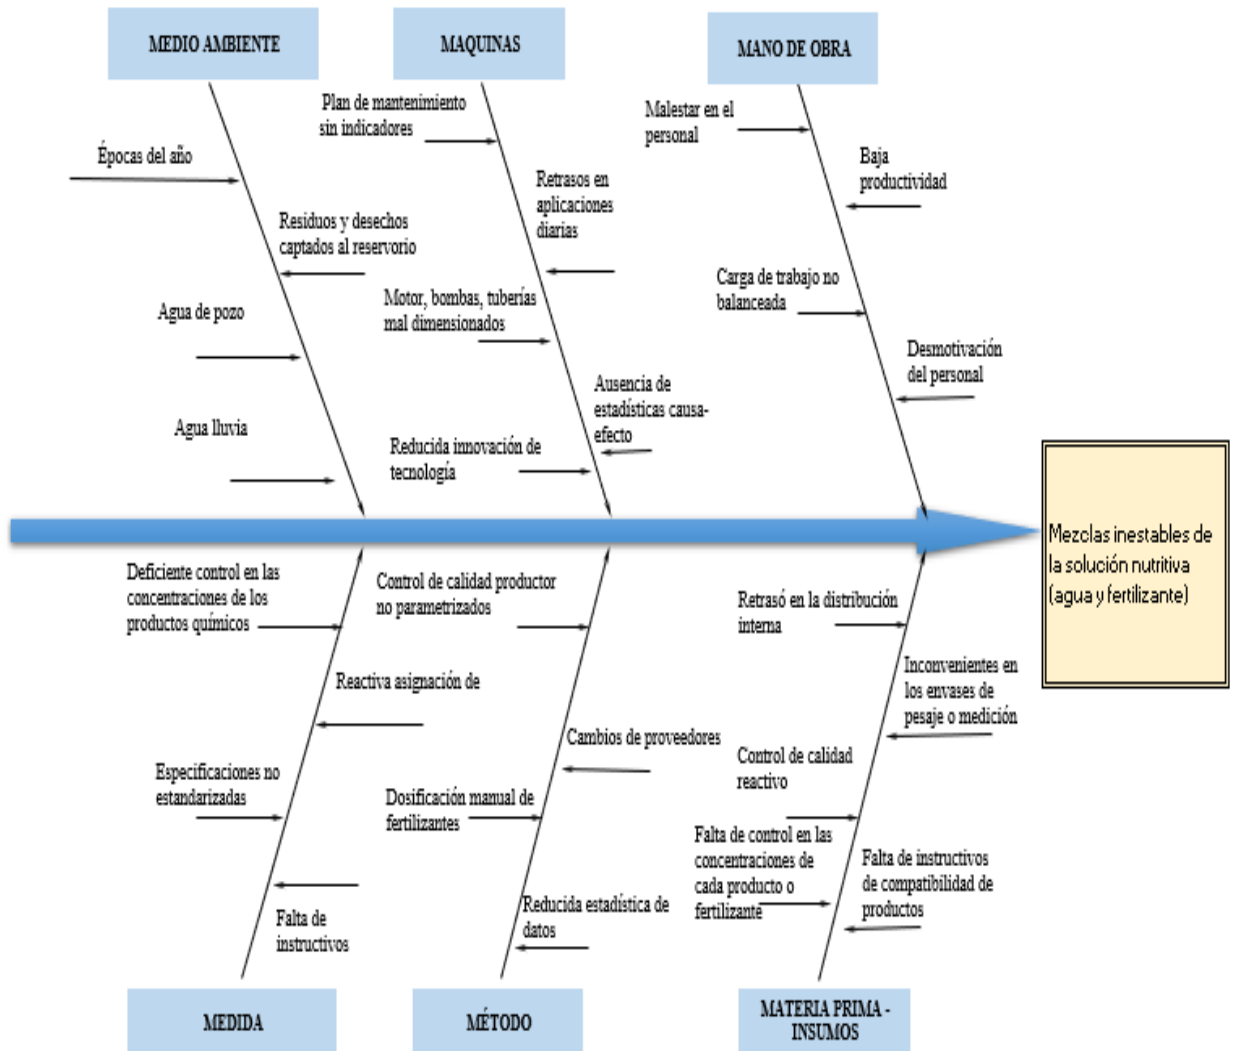 MEDIO AMBIENTE
MAQUINAS
MANO DE OBRA
Épocas del año
Residuos y desechos
captados al reservorio
Agua de pozo
Agua lluvia
Plan de mantenimiento
sin indicadores
Retrasos en
aplicaciones
diarias
Motor, bombas, tuberías
mal dimensionados
Ausencia de
estadísticas causa-
efecto
Reducida innovación de
tecnología
Malestar en el
personal
Baja
productividad
Carga de trabajo no
balanceada
Desmotivación
del personal
Mezclas inestables de
la solución nutritiva
(agua y fertilizante)
Deficiente control en las
concentraciones de los
productos químicos
Reactiva asignación de
Especificaciones no
estandarizadas
Falta de
instructivos
Control de calidad productor
no parametrizados
Cambios de proveedores
Dosificación manual de
fertilizantes
Reducida estadística de
datos
Retrasó en la distribución
interna
Inconvenientes en
los envases de
pesaje o medición
Control de calidad
reactivo
Falta de control en las
concentraciones de
cada producto o
fertilizante
Falta de instructivos
de compatibilidad de
productos
MEDIDA
MÉTODO
MATERIA PRIMA -
INSUMOS